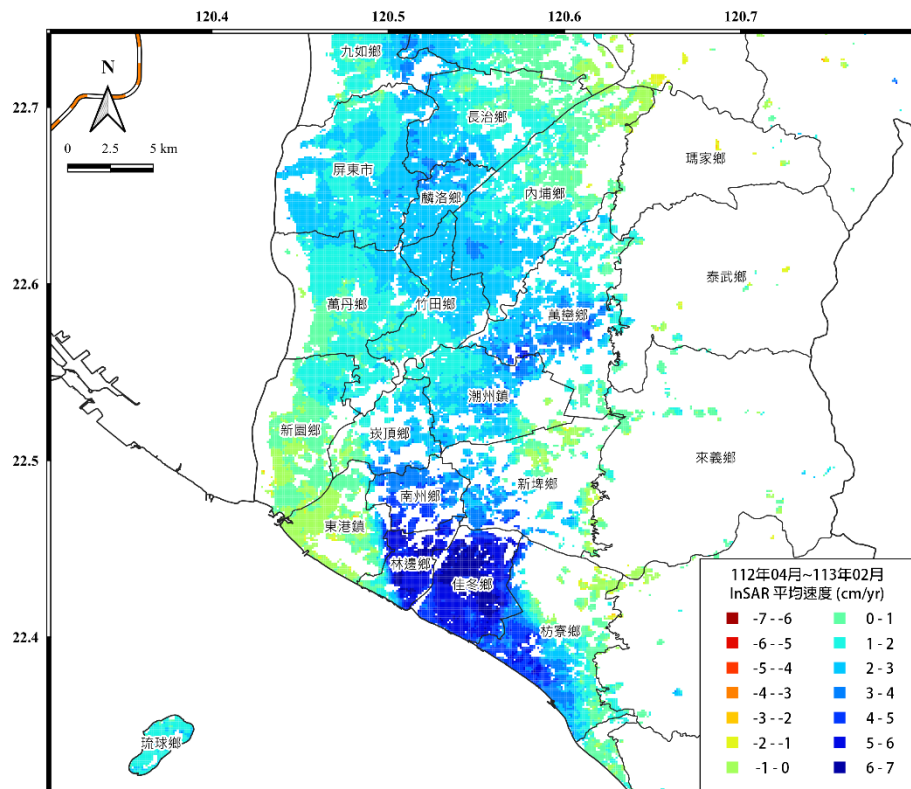 120.4 120.5 120.6 120.7
N
0 2.5 5 km
22.7
22.6
22.5
22.4
九如鄉
長治鄉
瑪家鄉
屏東市
麟洛鄉
內埔鄉
泰武鄉
萬丹鄉
竹田鄉
萬巒鄉
潮州鎮
新園鄉
崁頂鄉
來義鄉
新埤鄉
南州鄉
東港鎮
林邊鄉
佳冬鄉
枋寮鄉
琉球鄉
112年04月~113年02月
InSAR 平均速度 (cm/yr)
-7 - -6 0 - 1
-6 - -5 1 - 2
-5 - -4 2 - 3
-4 - -3 3 - 4
-3 - -2 4 - 5
-2 - -1 5 - 6
-1 - 0 6 - 7